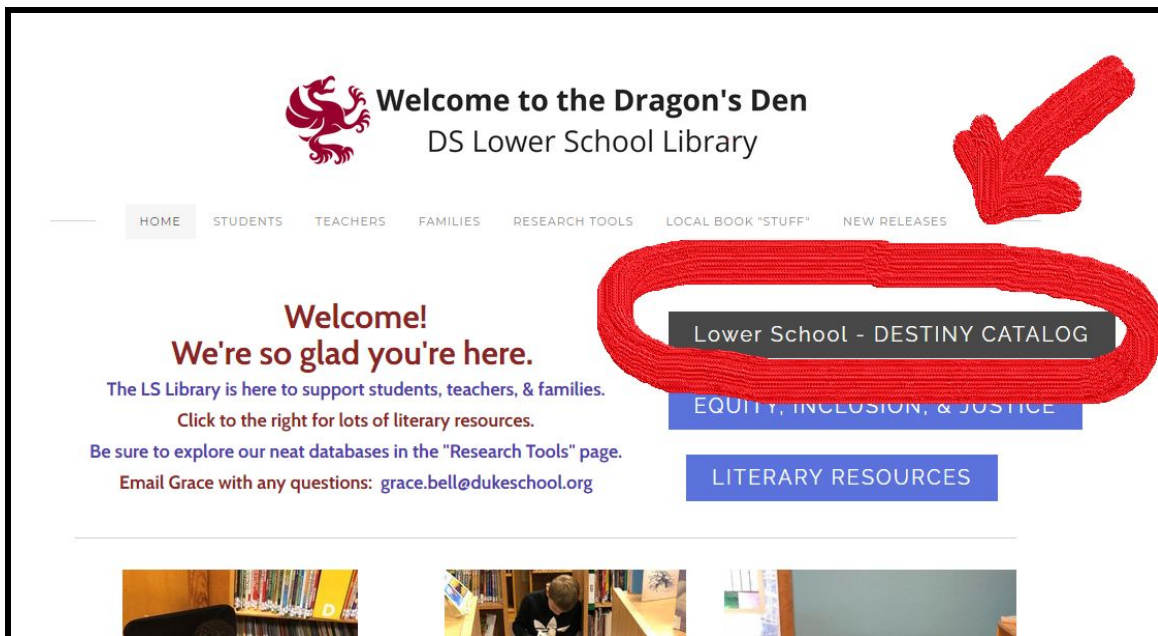 Welcome to the Dragon's Den
DS Lower School Library
HOME STUDENTS TEACHERS FAMILIES RESEARCH TOOLS LOCAL BOOK "STUFF" NEW RELEASES
Welcome!
We're so glad you're here.
The LS Library is here to support students, teachers, & families.
Click to the right for lots of literary resources.
Be sure to explore our neat databases in the "Research Tools" page.
Email Grace with any questions: grace.bell@dukeschool.org
Lower School - DESTINY CATALOG
EQUITY, INCLUSION, & JUSTICE
LITERARY RESOURCES
D